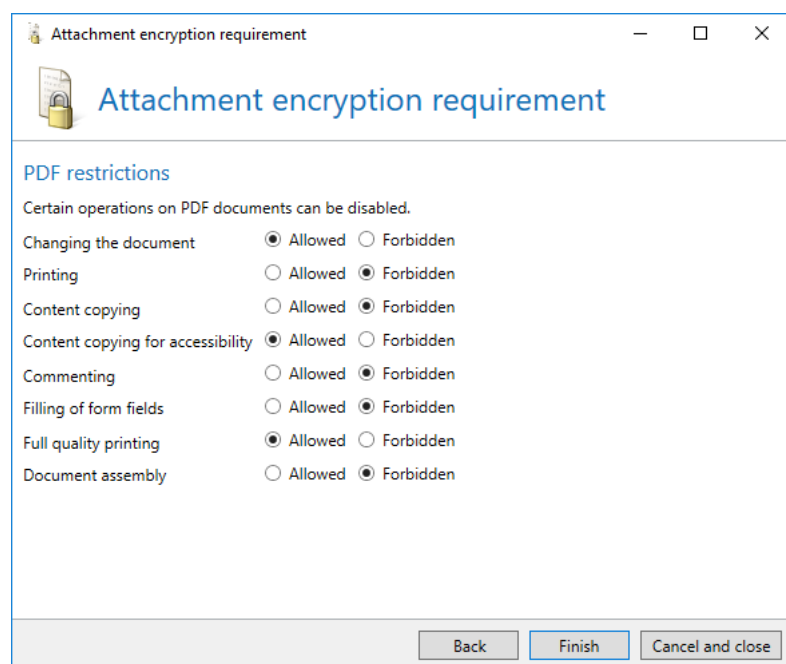 Attachment encryption requirement
Attachment encryption requirement
PDF restrictions
Certain operations on PDF documents can be disabled.
Changing the document Allowed Forbidden
Printing Allowed Forbidden
Content copying Allowed Forbidden
Content copying for accessibility Allowed Forbidden
Commenting Allowed Forbidden
Filling of form fields Allowed Forbidden
Full quality printing Allowed Forbidden
Document assembly Allowed Forbidden
Back Finish Cancel and close